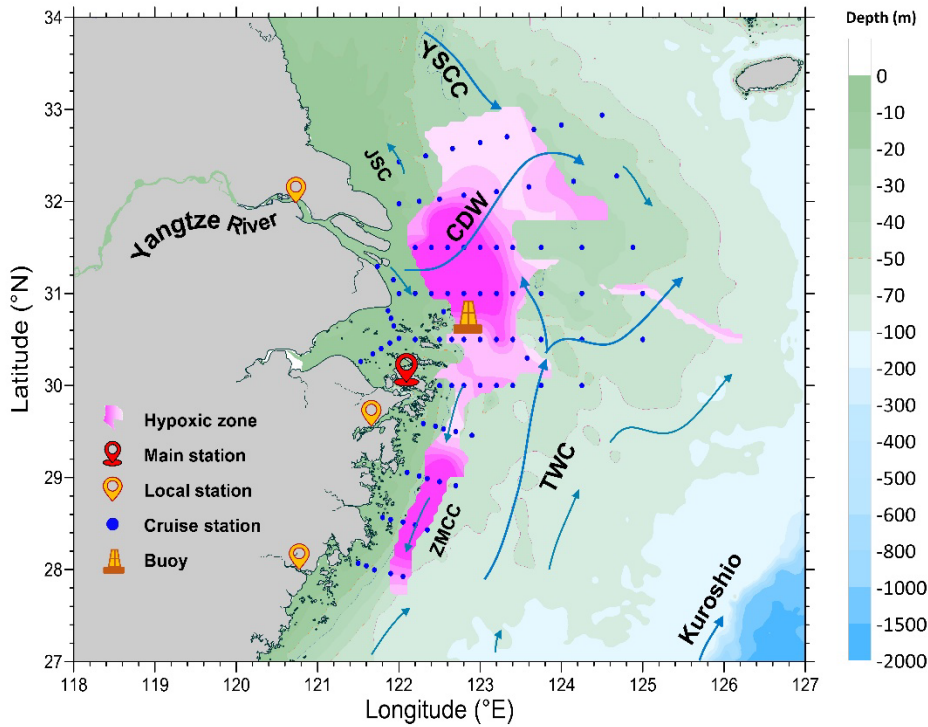 Depth (m)
0
-10
-20
-30
-40
-50
-70
-100
-200
-300
-400
-500
-600
-1000
-1500
-2000
34
33
32
31
30
29
28
27
Latitude (°N)
YSCC
JSC
CDW
Yangtze River
TWC
ZMCC
Kuroshio
Hypoxic zone
Main station
Local station
Cruise station
Buoy
118 119 120 121 122 123 124 125 126 127
Longitude (°E)